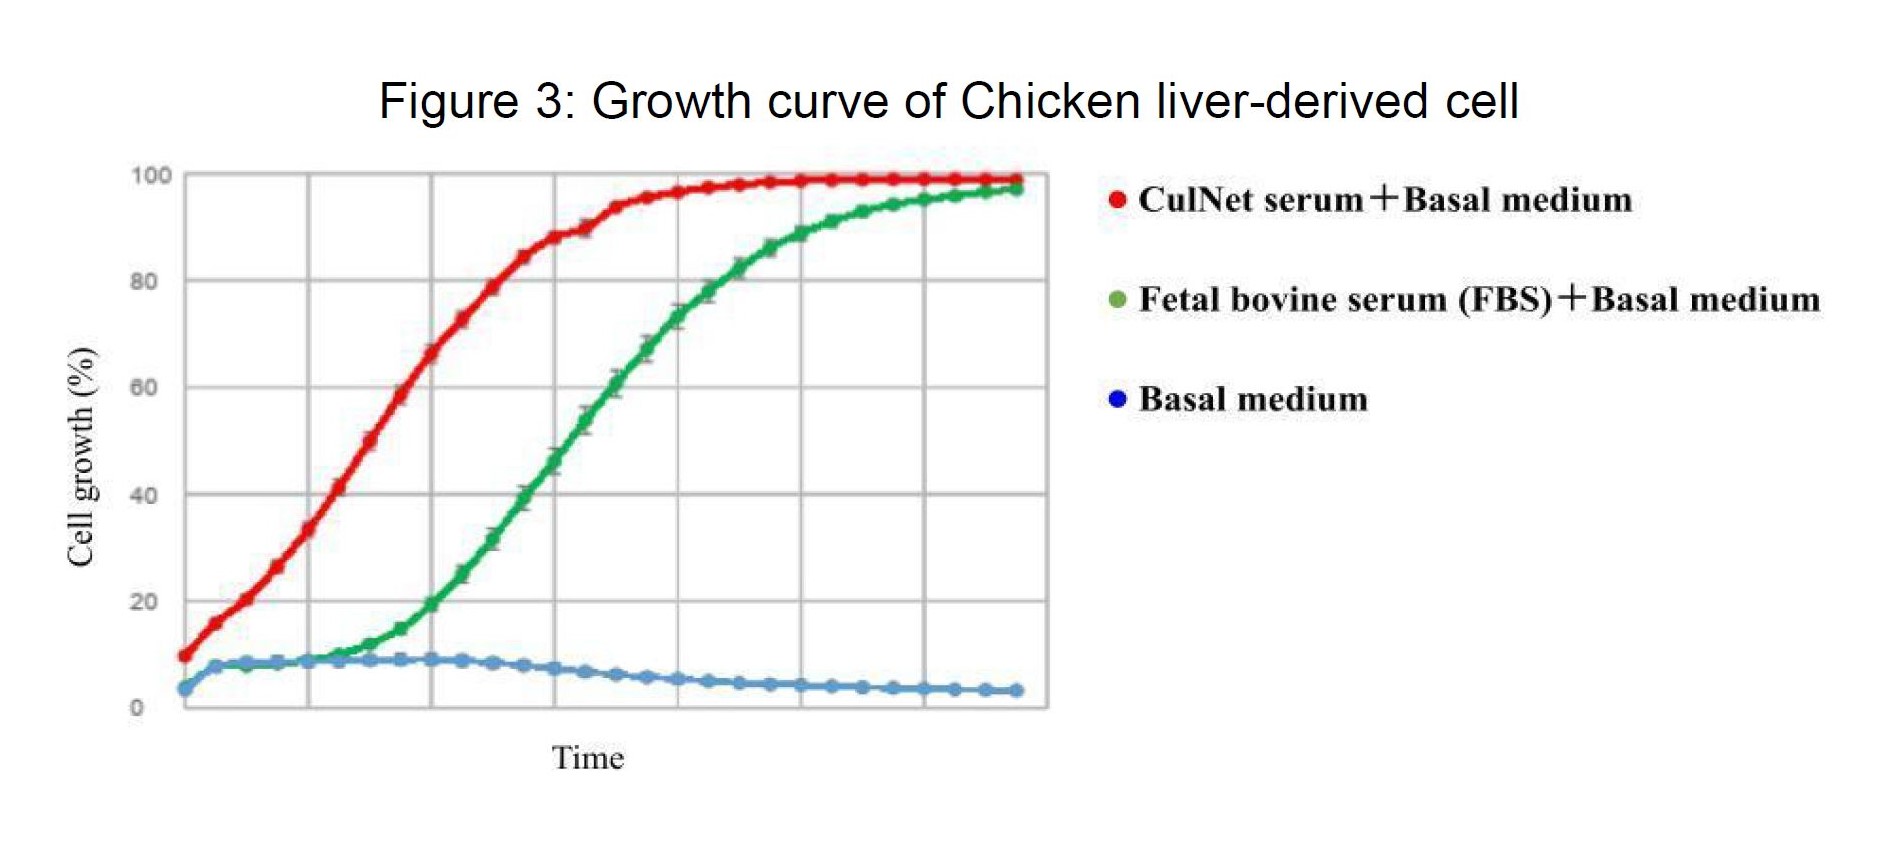 Figure 3: Growth curve of Chicken liver-derived cell
100
80
60
40
20
0
Cell growth (%)
Time
CulNet serum＋Basal medium
Fetal bovine serum (FBS)＋Basal medium
Basal medium